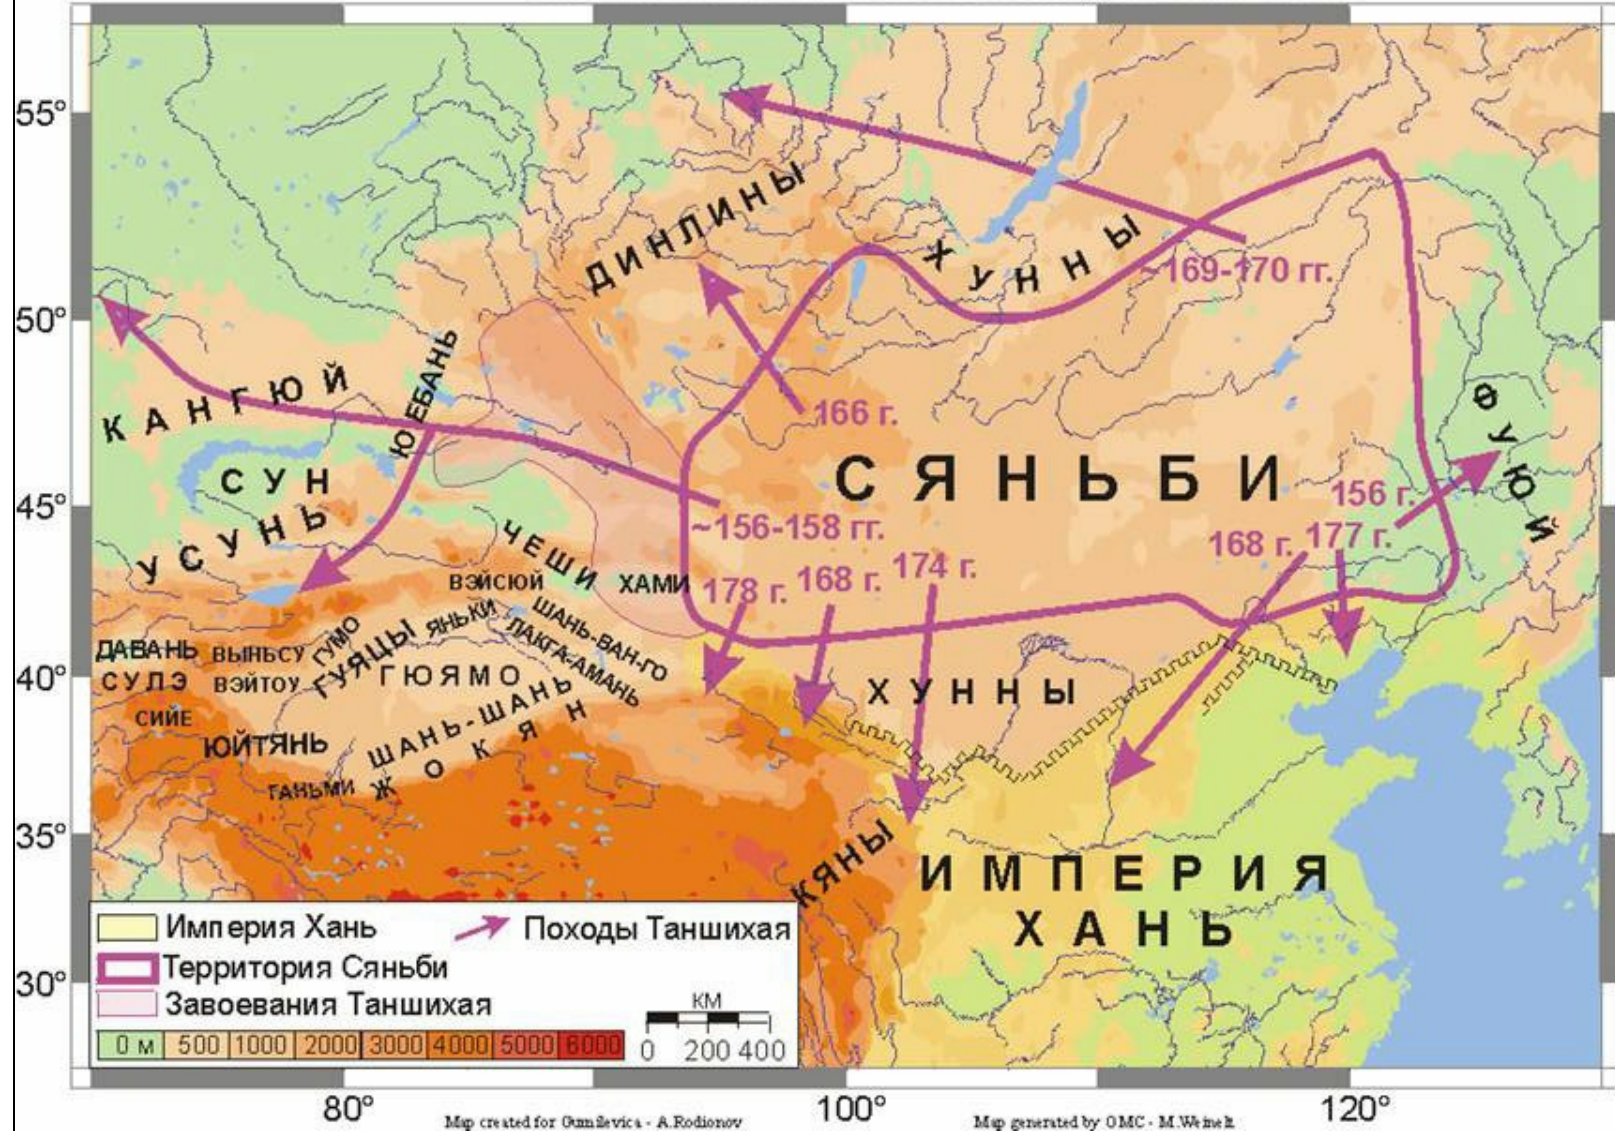 55°
50°
45°
40°
35°
30°
ДИНЛИНЫ
ХУННЫ
~169-170 гг.
КАНГЮЙ
ЮЕБАНЬ
166 г.
ФУЮЙ
СЯНЬБИ
СУН
УСУНЬ
156 г.
~156-158 гг.
168 г.
177 г.
ЧЕШИ
ВЭЙСЮЙ
ХАМИ
178 г.
168 г.
174 г.
ДАВАНЬ
ВЫНЬСУ
ГУМО
ГУЯЦЫ
ЯНЬКИ
ШАНЬ-ВАН-ГО
ЛАКГА-АМАНЬ
СУЛЭ
ВЭЙТОУ
ГЮЯМО
ХУННЫ
СИЙЕ
ЮЙТЯНЬ
ШАНЬ-ШАНЬ
ЖОКЯН
ГАНЬМИ
КЯНЫ
ИМПЕРИЯ
ХАНЬ
Империя Хань
Походы Таншихая
Территория Сяньби
Завоевания Таншихая
КМ
0 м 500 1000 2000 3000 4000 5000 6000
0 200 400
80° 100° 120°
Map created for Gumilevica - A.Rodionov
Map generated by OMC - M.Weinelt